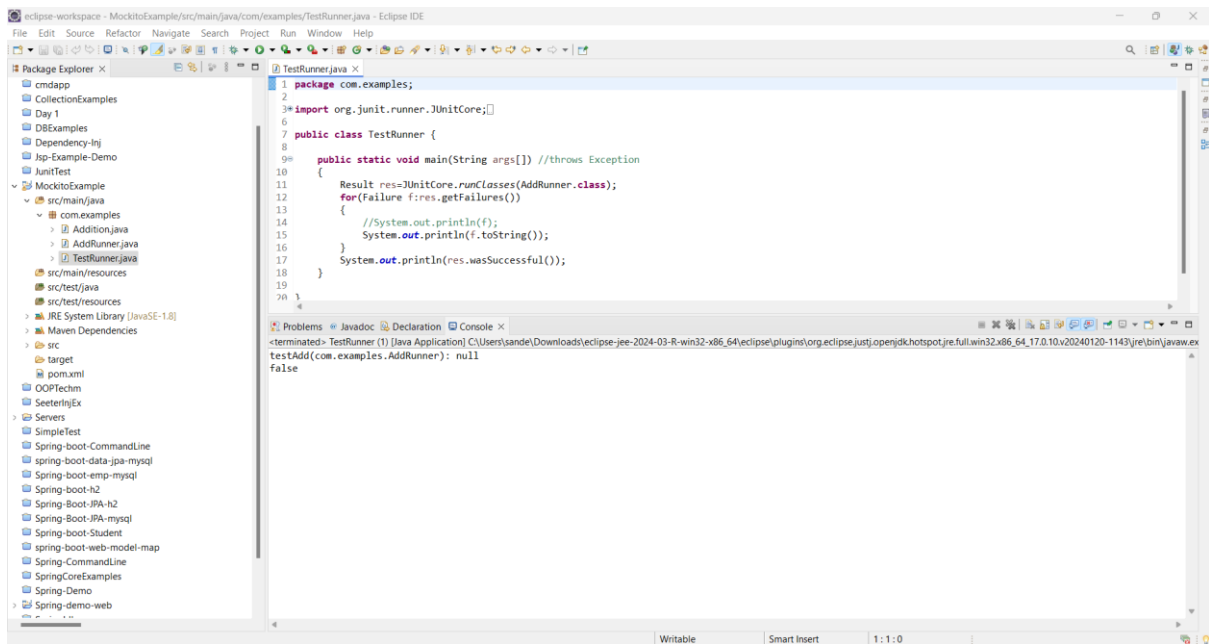 eclipse-workspace - MockitoExample/src/main/java/com/examples/TestRunner.java - Eclipse IDE
File Edit Source Refactor Navigate Search Project Run Window Help
Package Explorer
cmdapp
CollectionExamples
Day 1
DBExamples
Dependency-Inj
Jsp-Example-Demo
JunitTest
MockitoExample
src/main/java
com.examples
Addition.java
AddRunner.java
TestRunner.java
src/main/resources
src/test/java
src/test/resources
JRE System Library [JavaSE-1.8]
Maven Dependencies
src
target
pom.xml
OOPTechm
SeeterInjEx
Servers
SimpleTest
Spring-boot-CommandLine
spring-boot-data-jpa-mysql
Spring-boot-emp-mysql
Spring-boot-h2
Spring-Boot-JPA-h2
Spring-Boot-JPA-mysql
Spring-boot-Student
spring-boot-web-model-map
Spring-CommandLine
SpringCoreExamples
Spring-Demo
Spring-demo-web
TestRunner.java
1 package com.examples;
2
3 import org.junit.runner.JUnitCore;
6
7 public class TestRunner {
8
9 public static void main(String args[]) //throws Exception
10 {
11 Result res=JUnitCore.runClasses(AddRunner.class);
12 for(Failure f:res.getFailures())
13 {
14 //System.out.println(f);
15 System.out.println(f.toString());
16 }
17 System.out.println(res.wasSuccessful());
18 }
19
20 }
Problems Javadoc Declaration Console
<terminated> TestRunner (1) [Java Application] C:\Users\sande\Downloads\eclipse-jee-2024-03-R-win32-x86_64\eclipse\plugins\org.eclipse.justj.openjdk.hotspot.jre.full.win32.x86_64_17.0.10.v20240120-1143\jre\bin\javaw.ex
testAdd(com.examples.AddRunner): null
false
Writable Smart Insert 1 : 1 : 0